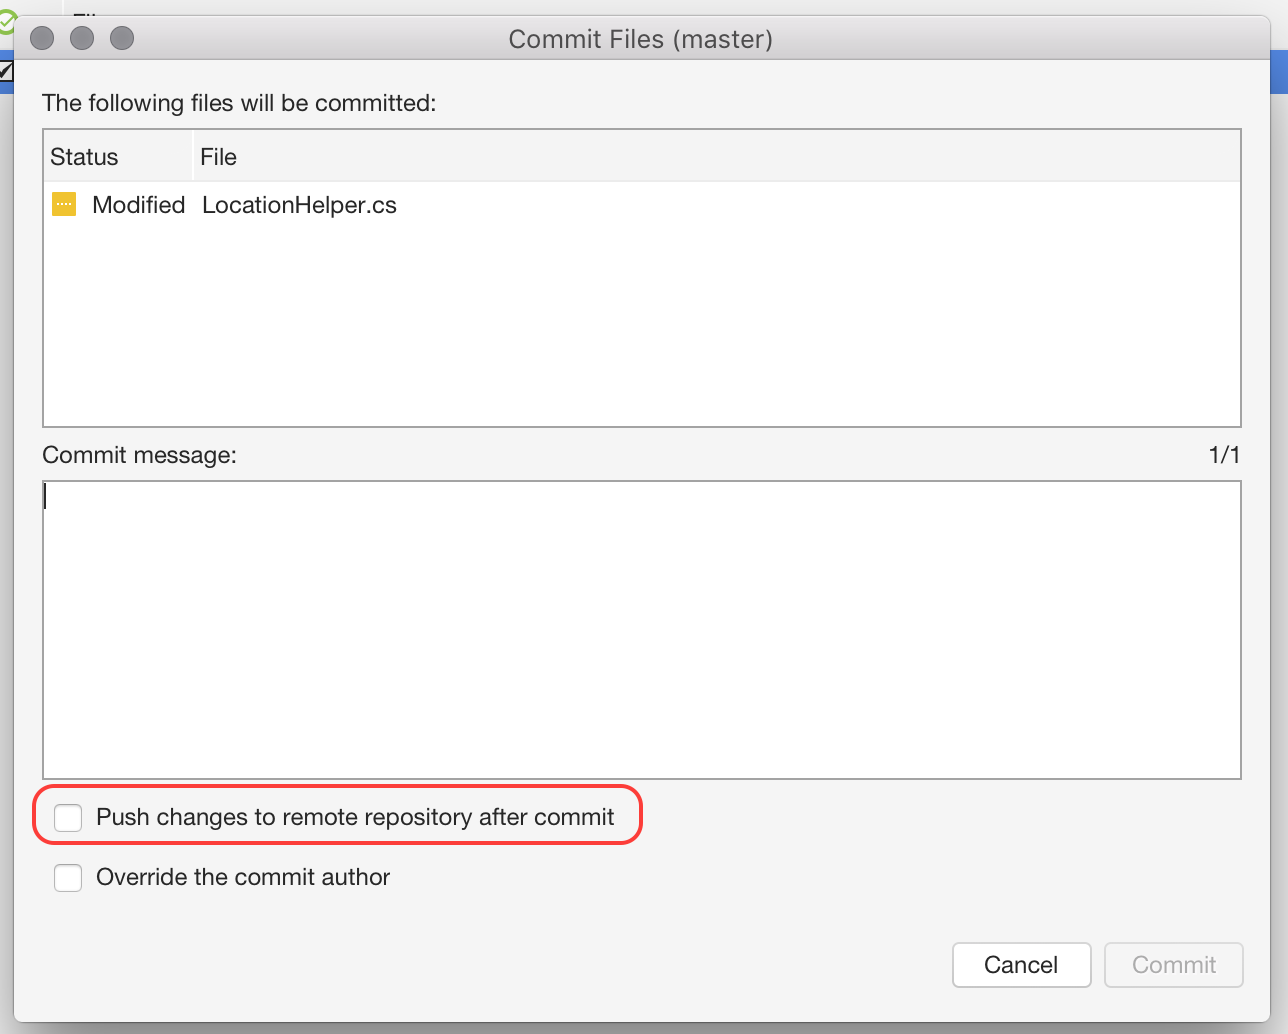 Commit Files (master)
The following files will be committed:
Status File
Modified LocationHelper.cs
Commit message: 1/1
Push changes to remote repository after commit
Override the commit author
Cancel Commit